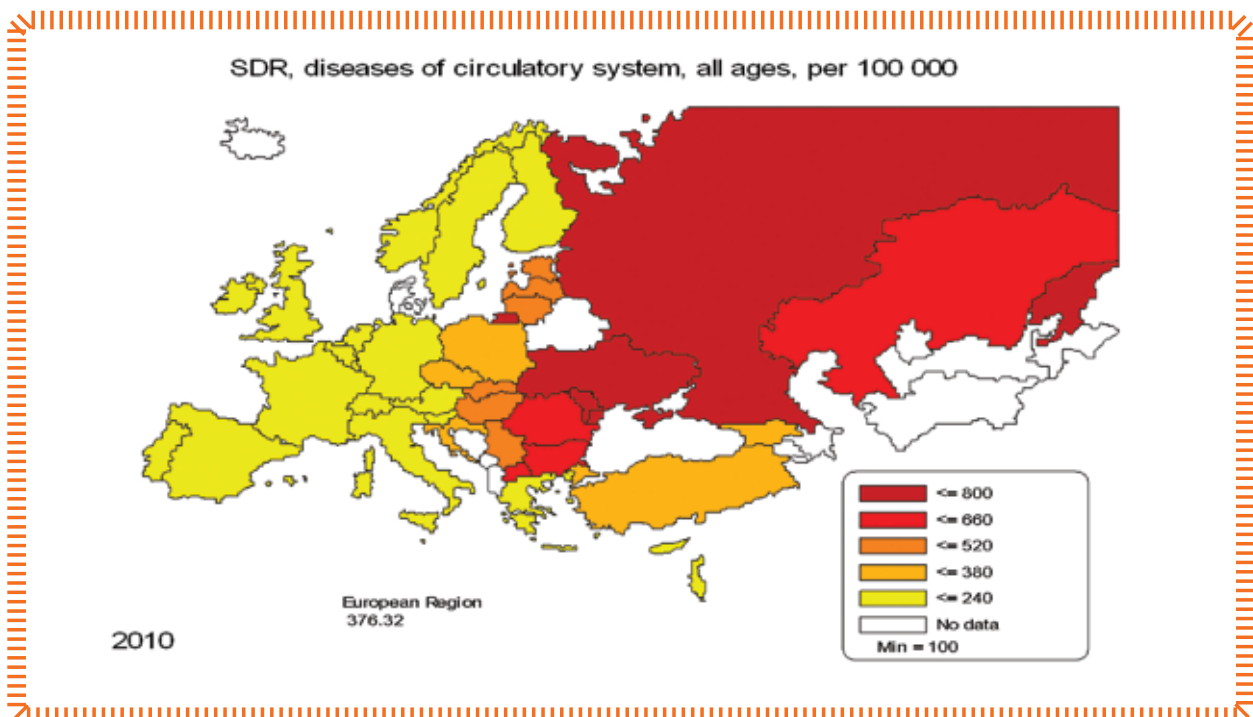 SDR, diseases of circulatory system, all ages, per 100 000
<= 800
<= 660
<= 520
<= 380
<= 240
No data
Min = 100
European Region
376.32
2010